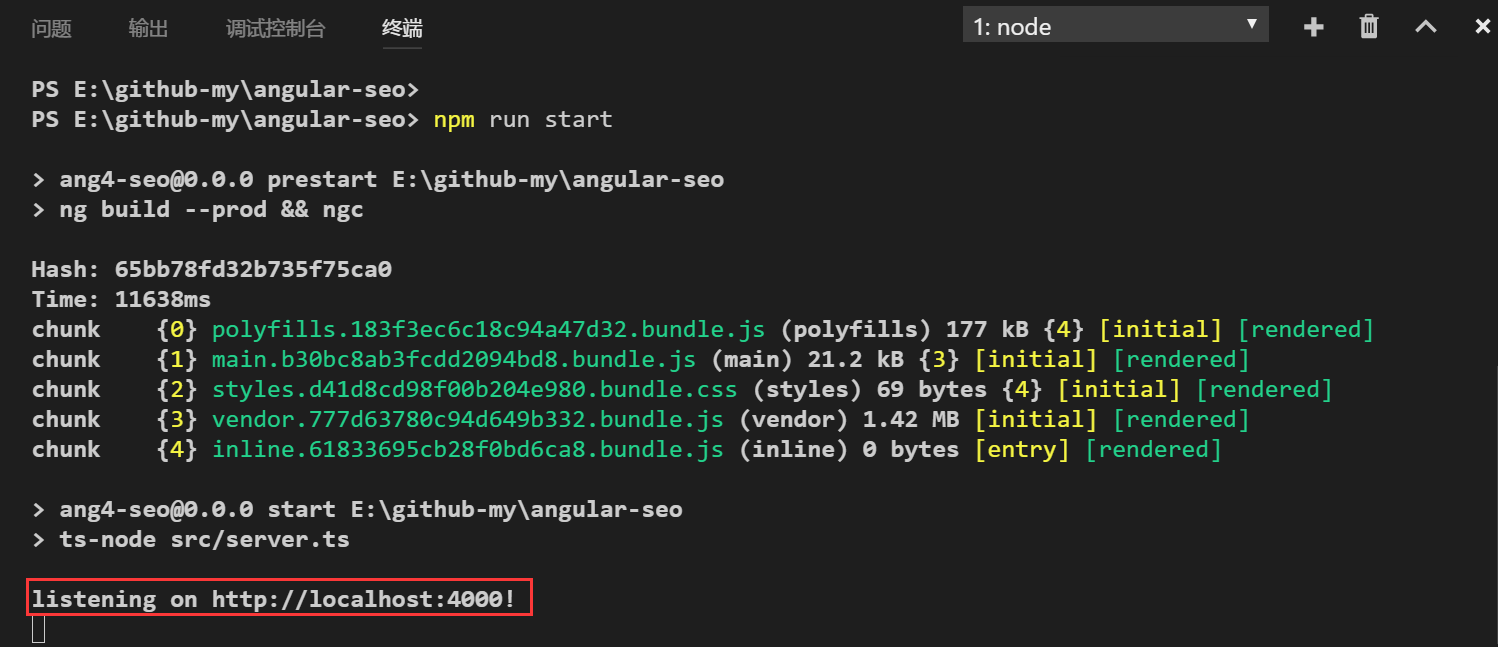 问题 输出 调试控制台 终端 1: node
PS E:\github-my\angular-seo>
PS E:\github-my\angular-seo> npm run start
> ang4-seo@0.0.0 prestart E:\github-my\angular-seo
> ng build --prod && ngc
Hash: 65bb78fd32b735f75ca0
Time: 11638ms
chunk    {0} polyfills.183f3ec6c18c94a47d32.bundle.js (polyfills) 177 kB {4} [initial] [rendered]
chunk    {1} main.b30bc8ab3fcdd2094bd8.bundle.js (main) 21.2 kB {3} [initial] [rendered]
chunk    {2} styles.d41d8cd98f00b204e980.bundle.css (styles) 69 bytes {4} [initial] [rendered]
chunk    {3} vendor.777d63780c94d649b332.bundle.js (vendor) 1.42 MB [initial] [rendered]
chunk    {4} inline.61833695cb28f0bd6ca8.bundle.js (inline) 0 bytes [entry] [rendered]
> ang4-seo@0.0.0 start E:\github-my\angular-seo
> ts-node src/server.ts
listening on http://localhost:4000!